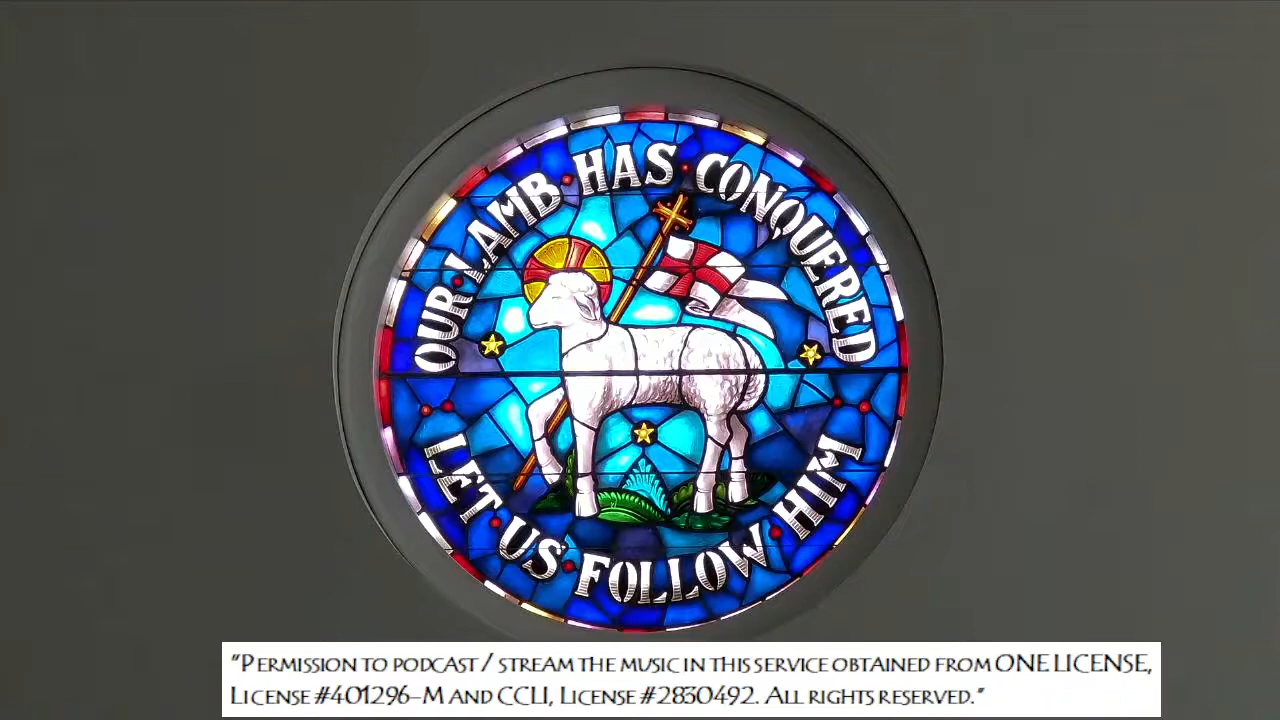 OUR·LAMB·HAS·CONQUERED
LET·US·FOLLOW·HIM
"PERMISSION TO PODCAST / STREAM THE MUSIC IN THIS SERVICE OBTAINED FROM ONE LICENSE,
LICENSE #401296-M AND CCLI, LICENSE #2830492. ALL RIGHTS RESERVED."